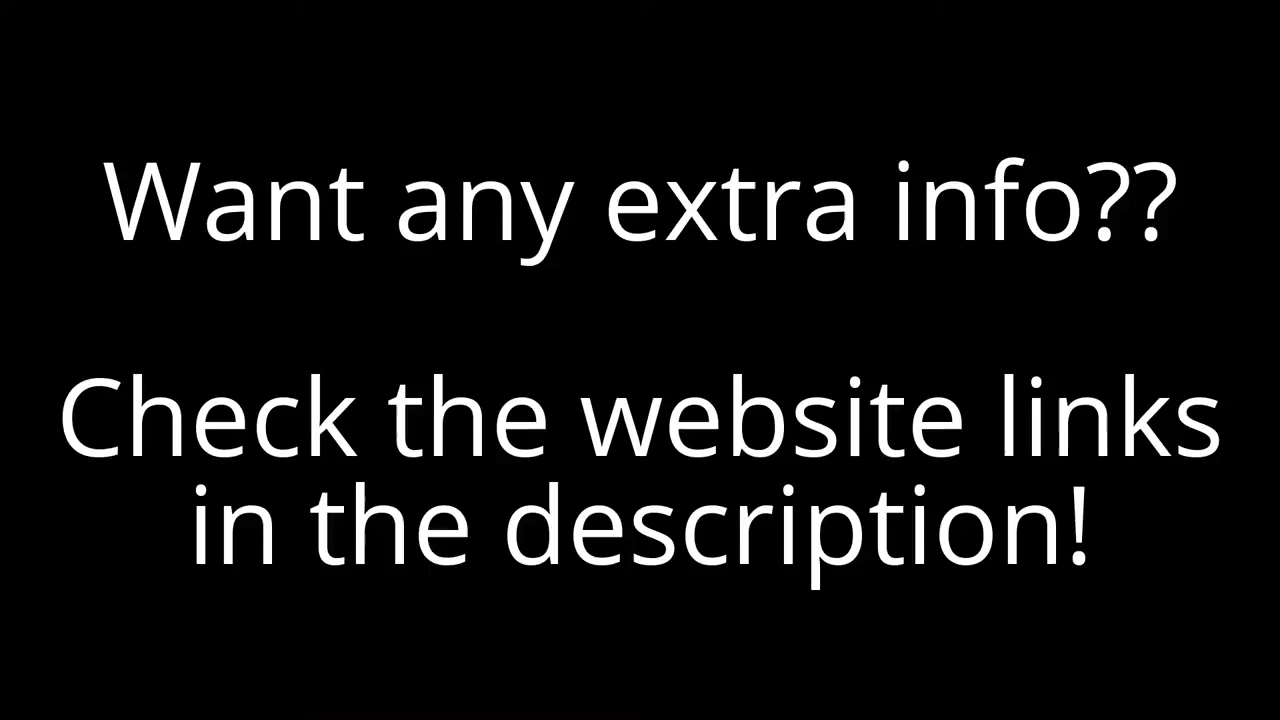 Want any extra info??
Check the website links
in the description!